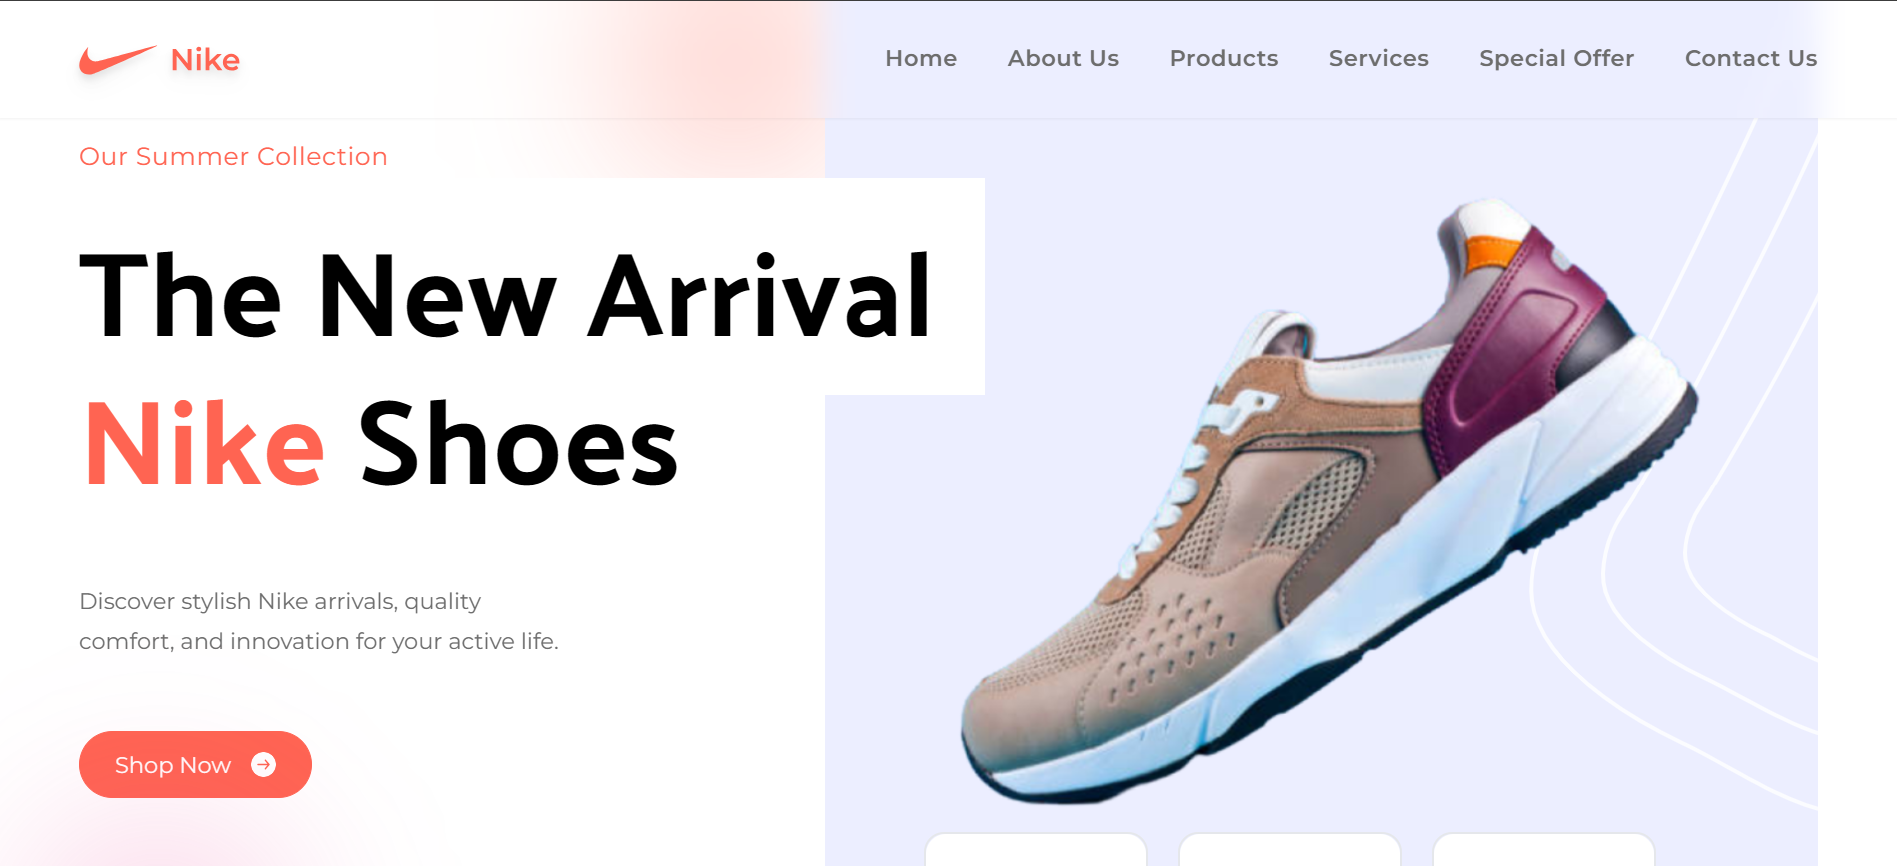 Nike
Home About Us Products Services Special Offer Contact Us
Our Summer Collection
The New Arrival
Nike Shoes
Discover stylish Nike arrivals, quality
comfort, and innovation for your active life.
Shop Now